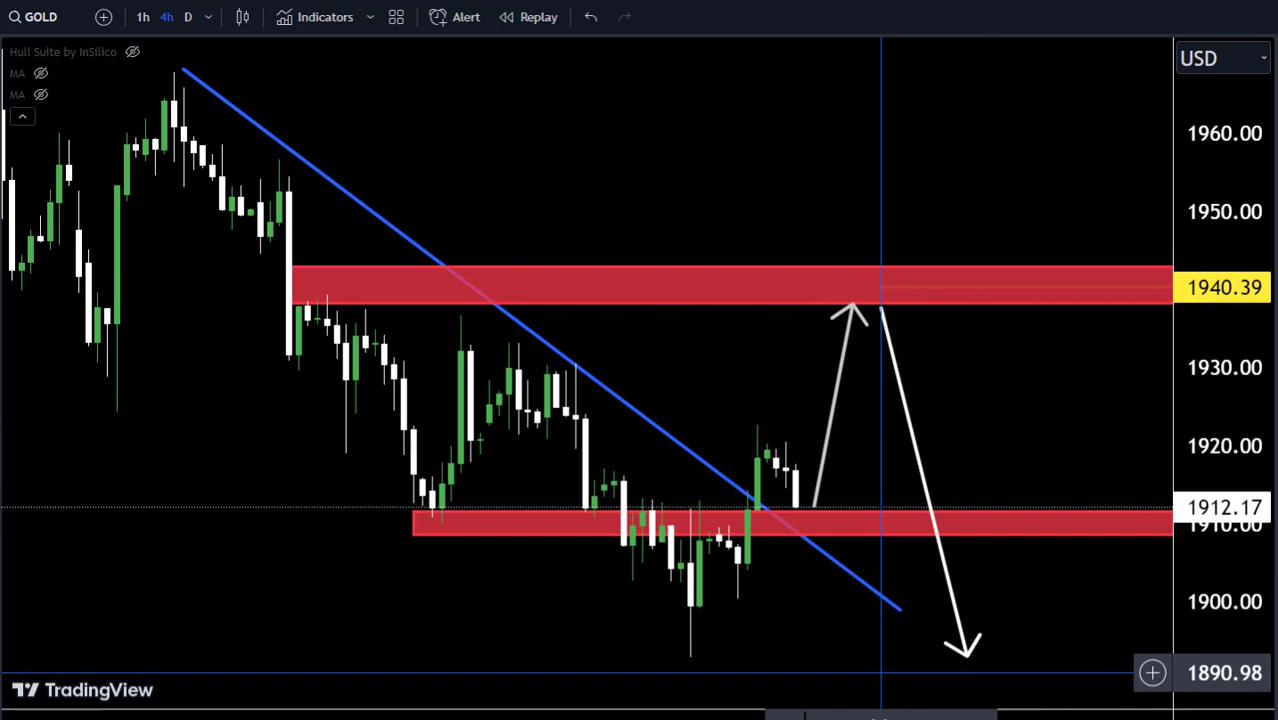 GOLD 1h 4h D Indicators Alert Replay
Hull Suite by InSilico
MA
MA
USD
1960.00
1950.00
1940.39
1930.00
1920.00
1912.17
1910.00
1900.00
1890.98
TradingView